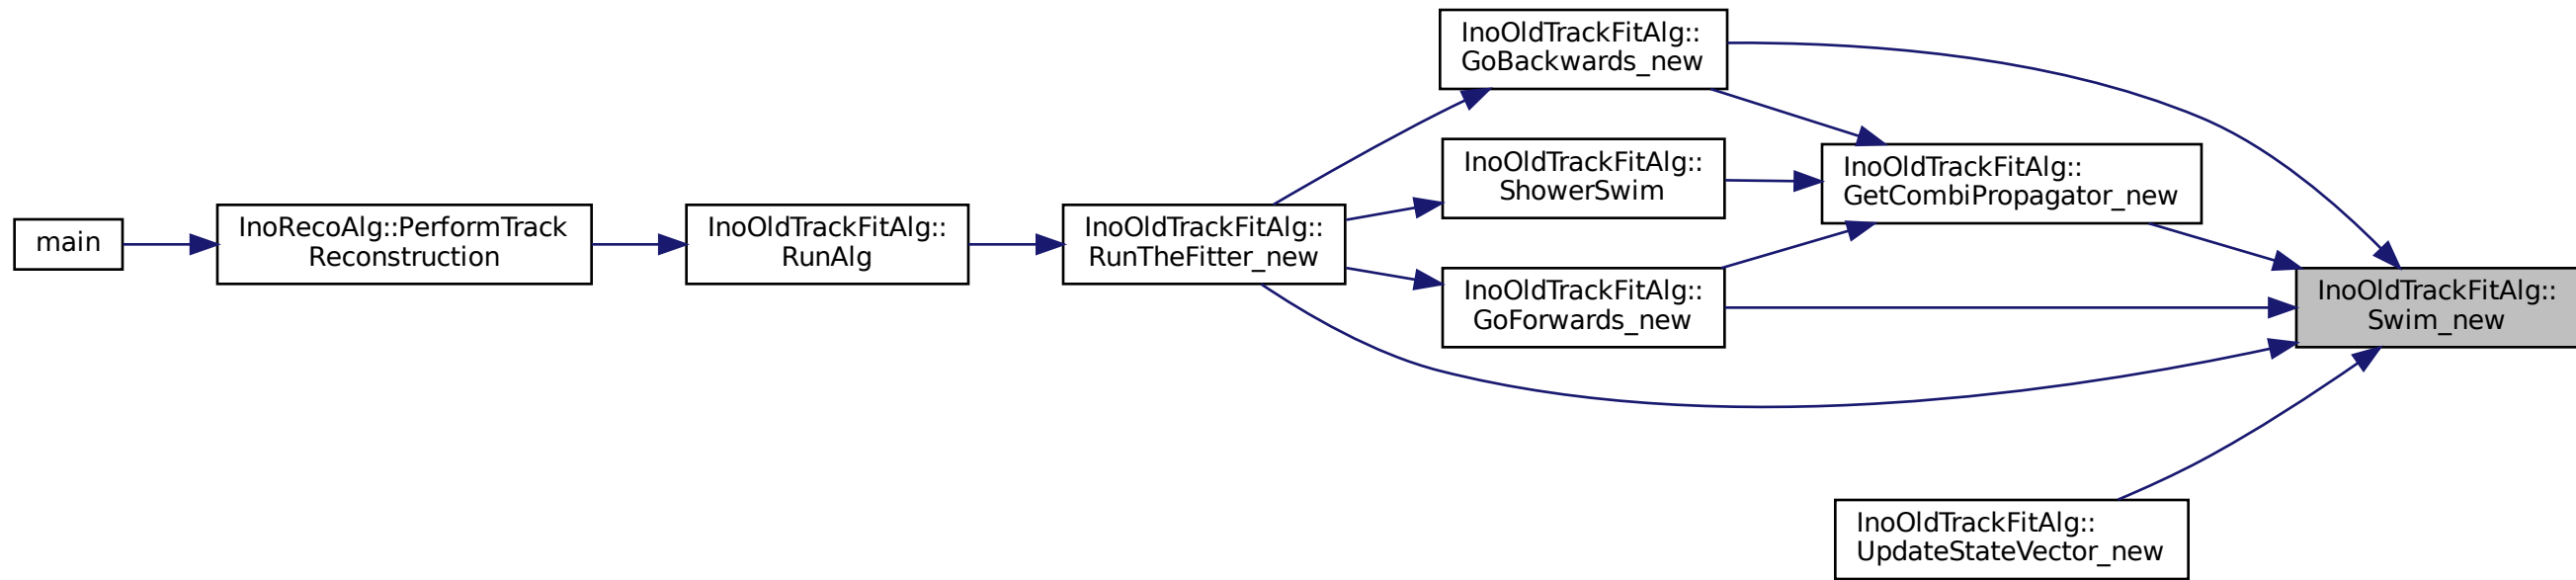 main
InoRecoAlg::PerformTrack
Reconstruction
InoOldTrackFitAlg::
RunAlg
InoOldTrackFitAlg::
RunTheFitter_new
InoOldTrackFitAlg::
GoBackwards_new
InoOldTrackFitAlg::
ShowerSwim
InoOldTrackFitAlg::
GoForwards_new
InoOldTrackFitAlg::
GetCombiPropagator_new
InoOldTrackFitAlg::
UpdateStateVector_new
InoOldTrackFitAlg::
Swim_new